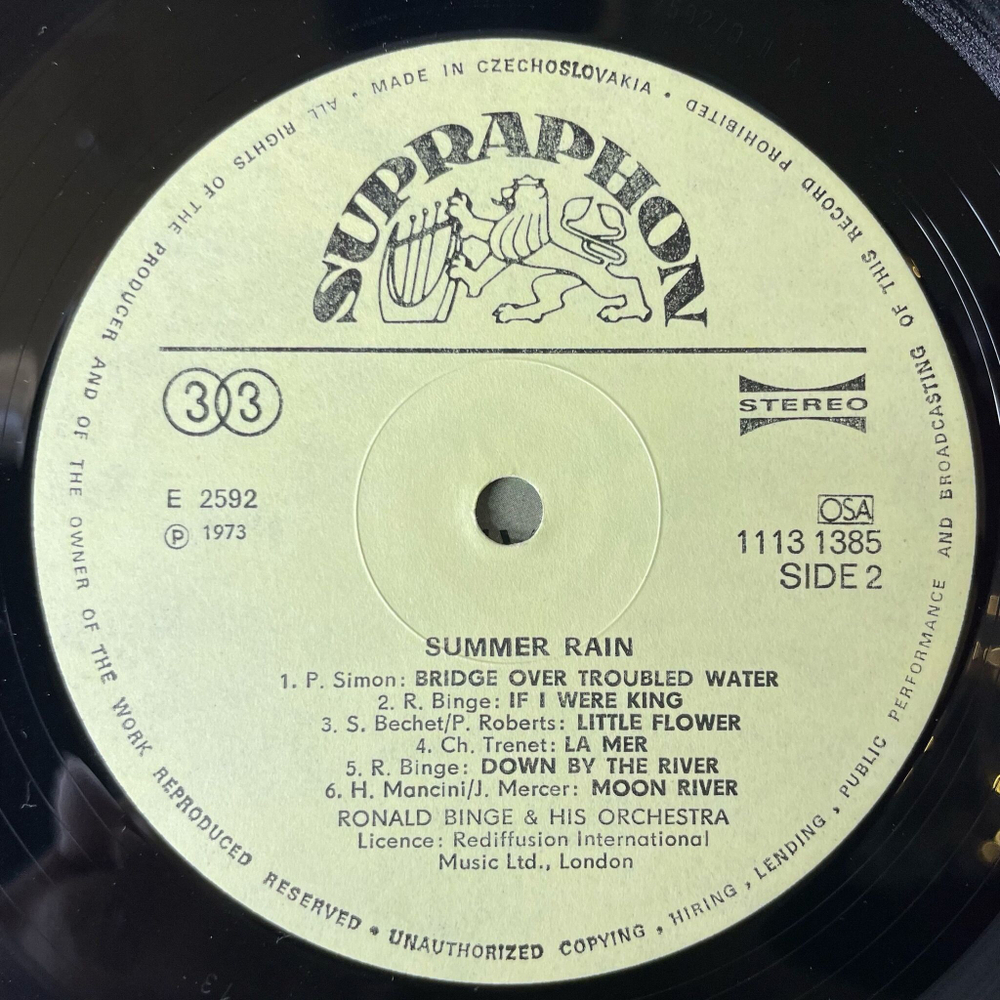 MADE IN CZECHOSLOVAKIA • ALL RIGHTS OF THE PRODUCER AND OF THE OWNER OF THE WORK REPRODUCED RESERVED • UNAUTHORIZED COPYING, HIRING, LENDING, PUBLIC PERFORMANCE AND BROADCASTING OF THIS RECORD PROHIBITED •
SUPRAPHON
33
STEREO
E 2592
℗ 1973
OSA
1113 1385
SIDE 2
SUMMER RAIN
1. P. Simon: BRIDGE OVER TROUBLED WATER
2. R. Binge: IF I WERE KING
3. S. Bechet/P. Roberts: LITTLE FLOWER
4. Ch. Trenet: LA MER
5. R. Binge: DOWN BY THE RIVER
6. H. Mancini/J. Mercer: MOON RIVER
RONALD BINGE & HIS ORCHESTRA
Licence: Rediffusion International
Music Ltd., London